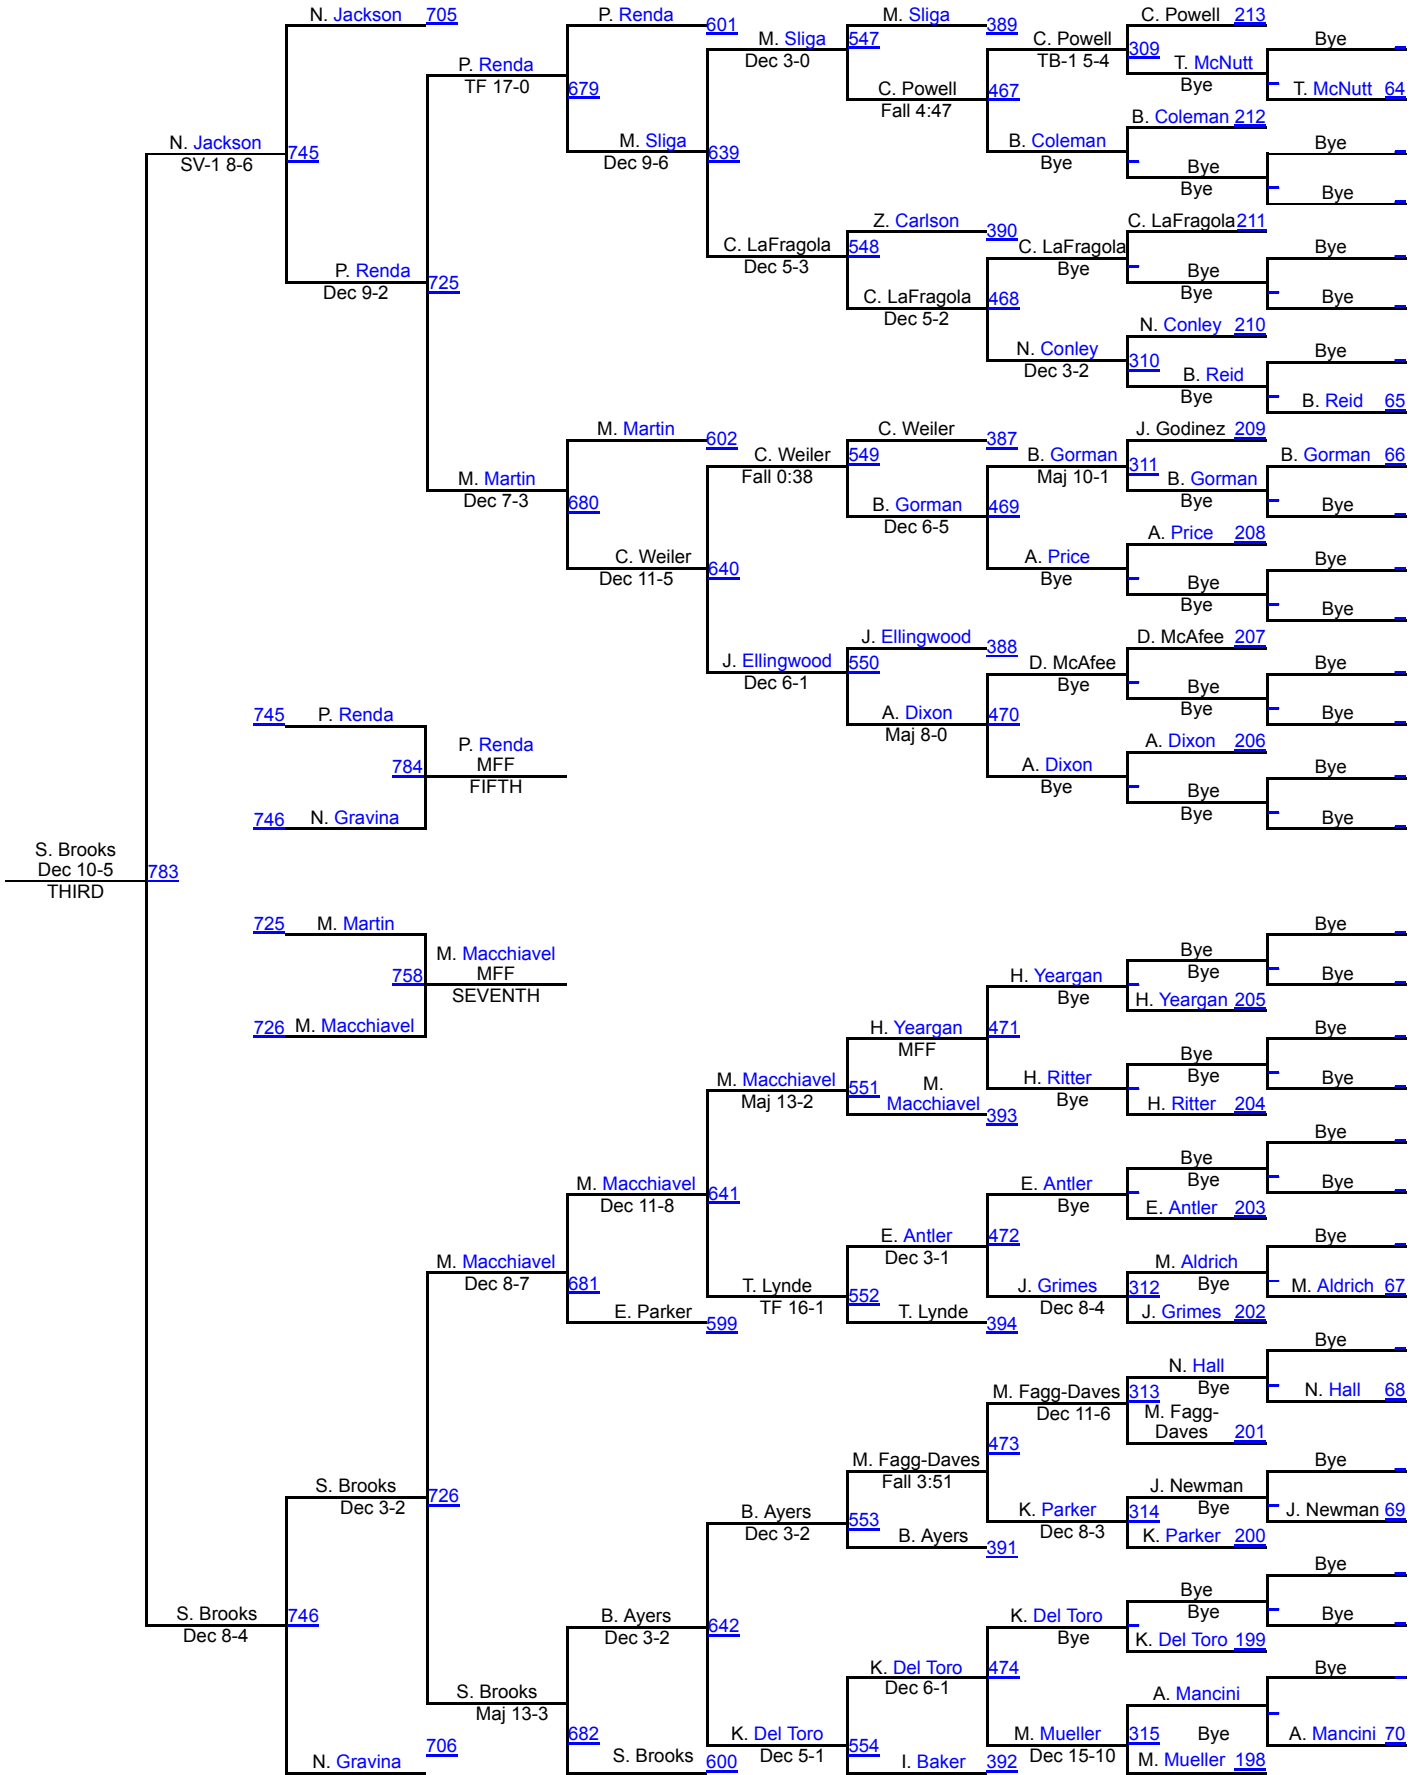 N. Jackson 705
P. Renda
601
M. Sliga
389
C. Powell 213
Bye
M. Sliga
547
Dec 3-0
C. Powell
309
TB-1 5-4
T. McNutt
Bye
T. McNutt 64
P. Renda
TF 17-0
679
C. Powell
467
Fall 4:47
B. Coleman 212
N. Jackson
745
SV-1 8-6
M. Sliga
639
Dec 9-6
B. Coleman
Bye
Bye
Bye
Bye
Bye
Z. Carlson
390
C. LaFragola 211
C. LaFragola
548
Dec 5-3
C. LaFragola
Bye
Bye
Bye
Bye
Bye
P. Renda
725
Dec 9-2
C. LaFragola
468
Dec 5-2
N. Conley 210
N. Conley
310
Dec 3-2
Bye
B. Reid
Bye
B. Reid 65
M. Martin
602
C. Weiler
387
J. Godinez 209
C. Weiler
549
Fall 0:38
B. Gorman
311
Maj 10-1
B. Gorman 66
B. Gorman
Bye
Bye
M. Martin
680
Dec 7-3
B. Gorman
469
Dec 6-5
A. Price 208
C. Weiler
640
Dec 11-5
A. Price
Bye
Bye
Bye
Bye
Bye
J. Ellingwood
388
D. McAfee 207
J. Ellingwood
550
Dec 6-1
D. McAfee
Bye
Bye
Bye
Bye
Bye
745 P. Renda
A. Dixon
470
Maj 8-0
A. Dixon 206
784
P. Renda
MFF
FIFTH
A. Dixon
Bye
Bye
Bye
Bye
Bye
746 N. Gravina
S. Brooks
Dec 10-5
783
THIRD
725 M. Martin
Bye
758
M. Macchiavel
MFF
SEVENTH
H. Yeargan
Bye
Bye
Bye
Bye
H. Yeargan 205
726 M. Macchiavel
H. Yeargan
471
MFF
Bye
M. Macchiavel
551
Maj 13-2
M.
Macchiavel
393
H. Ritter
Bye
Bye
Bye
Bye
H. Ritter 204
Bye
M. Macchiavel
641
Dec 11-8
E. Antler
Bye
Bye
Bye
Bye
E. Antler 203
E. Antler
472
Dec 3-1
Bye
M. Macchiavel
681
Dec 8-7
T. Lynde
552
TF 16-1
J. Grimes
312
Dec 8-4
M. Aldrich
Bye
M. Aldrich 67
E. Parker
599
T. Lynde
394
J. Grimes 202
Bye
M. Fagg-Daves
313
Dec 11-6
N. Hall
Bye
N. Hall 68
M. Fagg-
Daves 201
M. Fagg-Daves
473
Fall 3:51
Bye
S. Brooks
726
Dec 3-2
B. Ayers
553
Dec 3-2
K. Parker
314
Dec 8-3
J. Newman
Bye
J. Newman 69
B. Ayers
391
K. Parker 200
Bye
S. Brooks
746
Dec 8-4
B. Ayers
642
Dec 3-2
K. Del Toro
Bye
Bye
Bye
Bye
K. Del Toro 199
K. Del Toro
474
Dec 6-1
Bye
S. Brooks
682
Maj 13-3
K. Del Toro
554
Dec 5-1
M. Mueller
315
Dec 15-10
A. Mancini
Bye
A. Mancini 70
N. Gravina
706
S. Brooks
600
I. Baker
392
M. Mueller 198